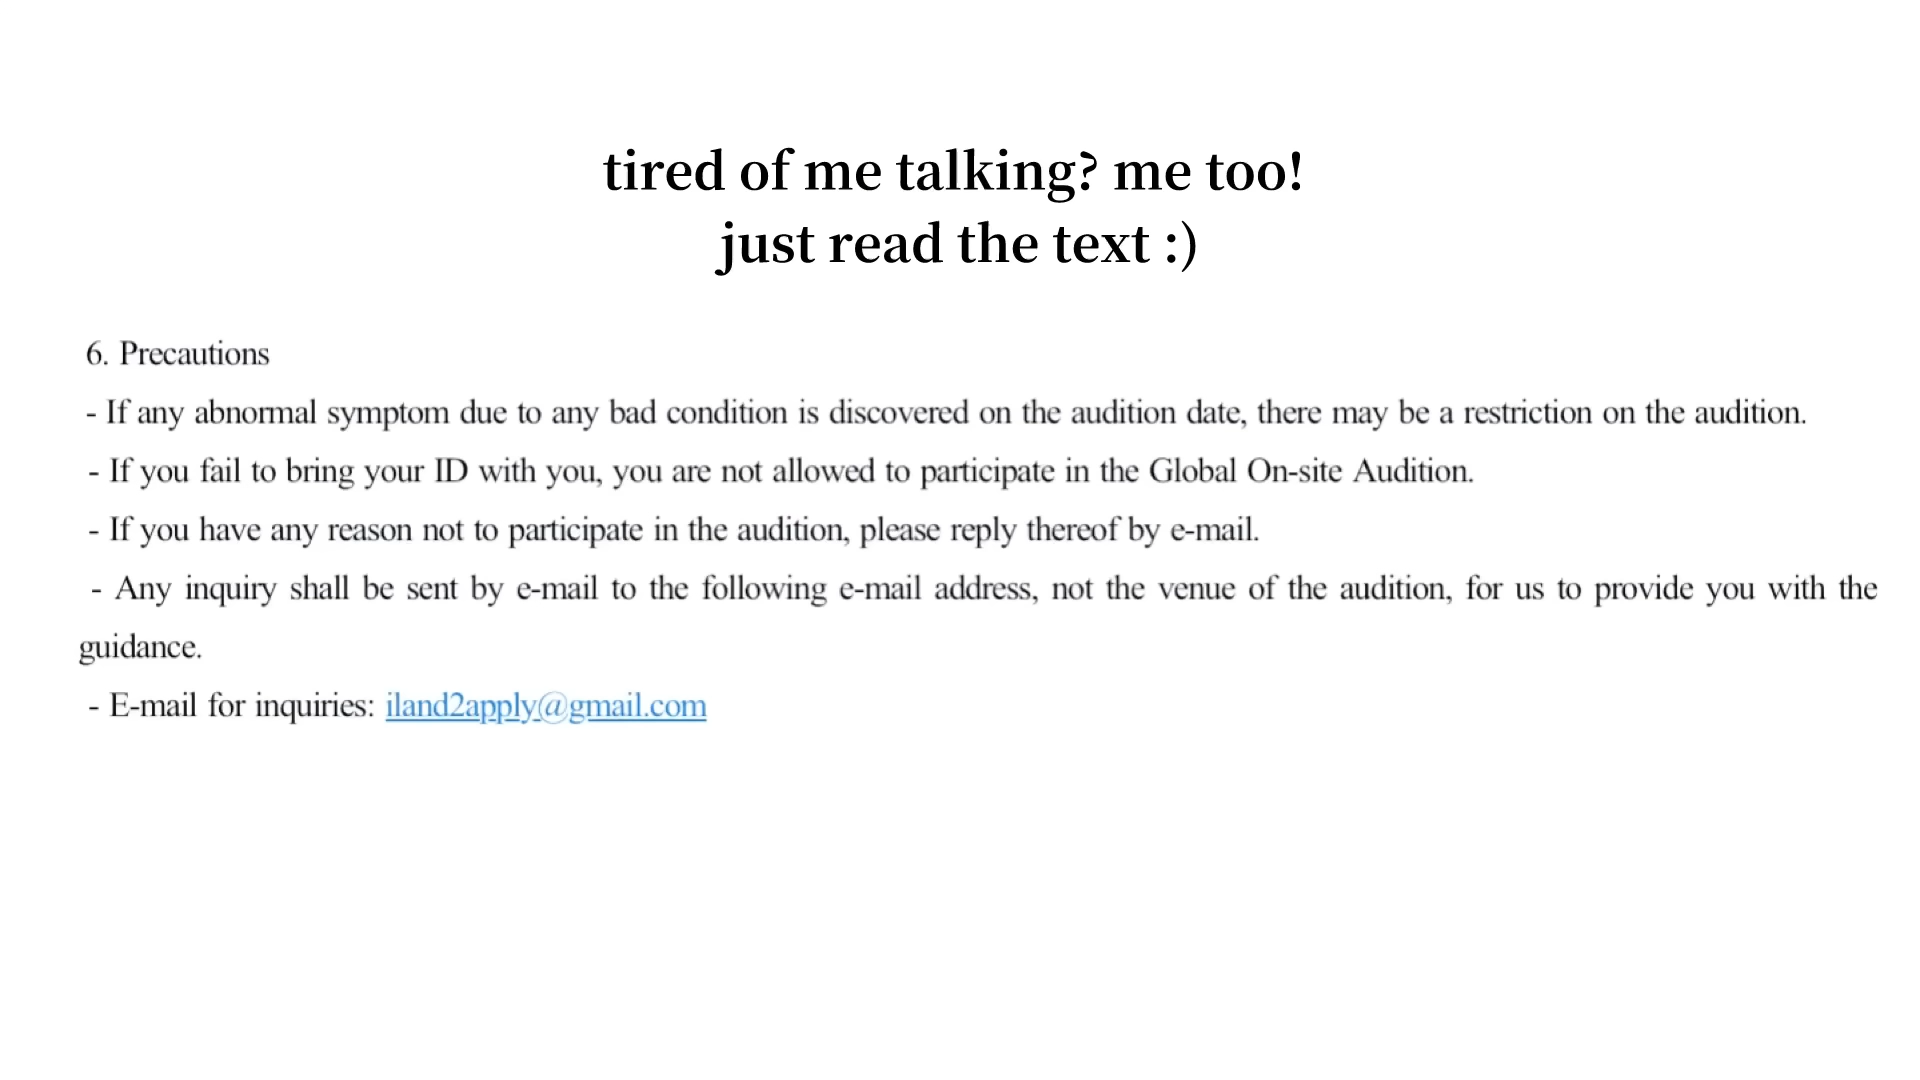 tired of me talking? me too!
just read the text :)
6. Precautions
- If any abnormal symptom due to any bad condition is discovered on the audition date, there may be a restriction on the audition.
- If you fail to bring your ID with you, you are not allowed to participate in the Global On-site Audition.
- If you have any reason not to participate in the audition, please reply thereof by e-mail.
- Any inquiry shall be sent by e-mail to the following e-mail address, not the venue of the audition, for us to provide you with the
guidance.
- E-mail for inquiries: iland2apply@gmail.com